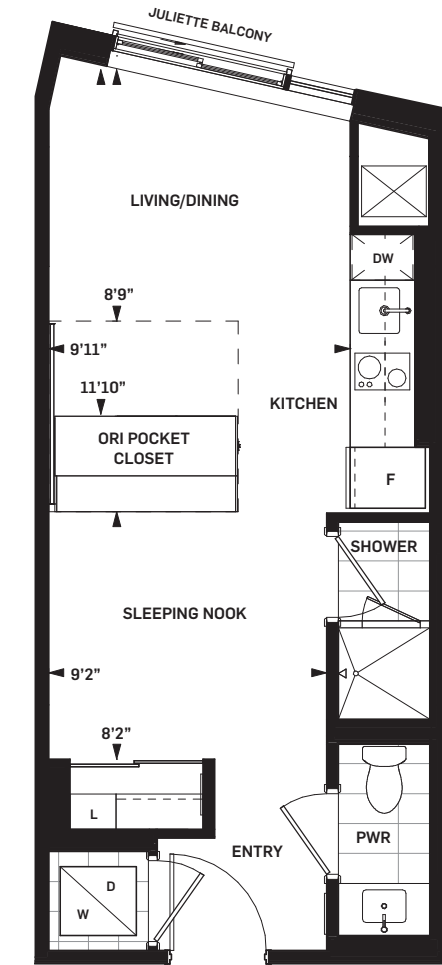 JULIETTE BALCONY
LIVING/DINING
DW
8’9”
9’11”
11’10”
KITCHEN
ORI POCKET
CLOSET
F
SHOWER
SLEEPING NOOK
9’2”
8’2”
L
ENTRY
PWR
D
W